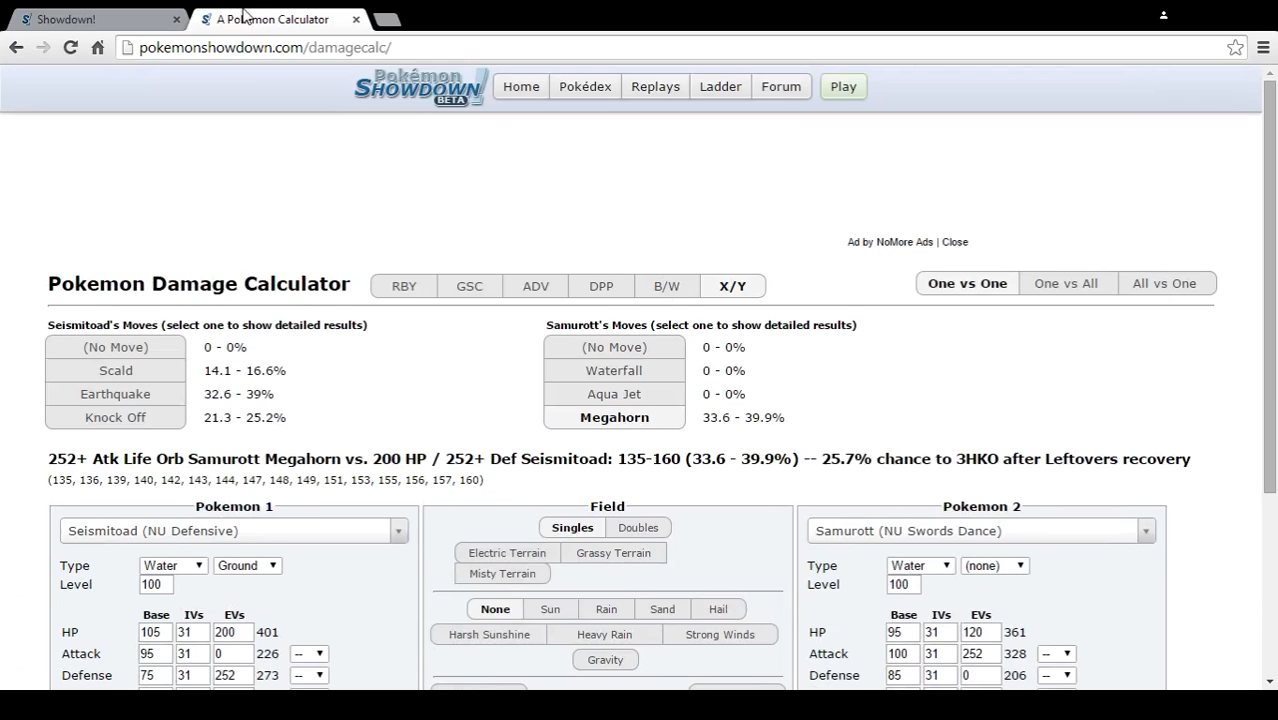 Showdown!
A Pokemon Calculator
pokemonshowdown.com/damagecalc/
Pokémon SHOWDOWN! BETA Home Pokédex Replays Ladder Forum Play
Ad by NoMore Ads | Close
Pokemon Damage Calculator RBY GSC ADV DPP B/W X/Y One vs One One vs All All vs One
Seismitoad's Moves (select one to show detailed results) Samurott's Moves (select one to show detailed results)
(No Move) 0 - 0% (No Move) 0 - 0%
Scald 14.1 - 16.6% Waterfall 0 - 0%
Earthquake 32.6 - 39% Aqua Jet 0 - 0%
Knock Off 21.3 - 25.2% Megahorn 33.6 - 39.9%
252+ Atk Life Orb Samurott Megahorn vs. 200 HP / 252+ Def Seismitoad: 135-160 (33.6 - 39.9%) -- 25.7% chance to 3HKO after Leftovers recovery
(135, 136, 139, 140, 142, 143, 144, 147, 148, 149, 151, 153, 155, 156, 157, 160)
Pokemon 1 Field Pokemon 2
Seismitoad (NU Defensive) Singles Doubles Samurott (NU Swords Dance)
Electric Terrain Grassy Terrain
Type Water Ground Misty Terrain Type Water (none)
Level 100 Level 100
None Sun Rain Sand Hail
Base IVs EVs Base IVs EVs
HP 105 31 200 401 Harsh Sunshine Heavy Rain Strong Winds HP 95 31 120 361
Attack 95 31 0 226 -- Gravity Attack 100 31 252 328 --
Defense 75 31 252 273 -- Defense 85 31 0 206 --